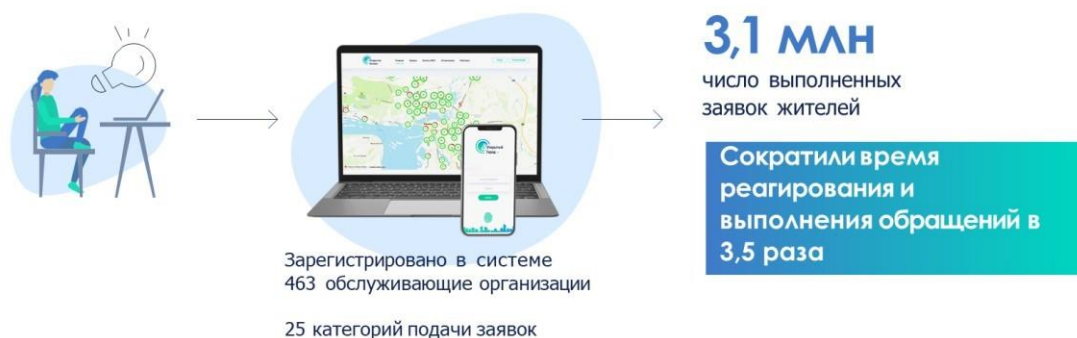 3,1 млн
число выполненных
заявок жителей
Сократили время
реагирования и
выполнения обращений в
3,5 раза
Зарегистрировано в системе
463 обслуживающие организации
25 категорий подачи заявок